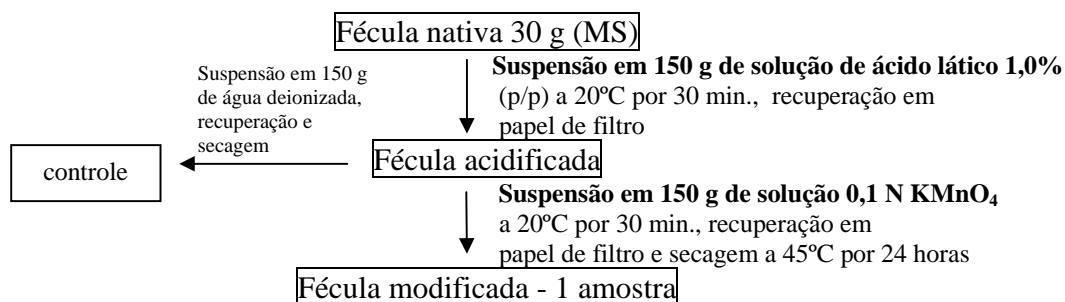 Fécula nativa 30 g (MS)
Suspensão em 150 g
de água deionizada,
recuperação e
secagem
Suspensão em 150 g de solução de ácido lático 1,0%
(p/p) a 20ºC por 30 min., recuperação em
papel de filtro
controle
Fécula acidificada
Suspensão em 150 g de solução 0,1 N KMnO₄
a 20ºC por 30 min., recuperação em
papel de filtro e secagem a 45ºC por 24 horas
Fécula modificada - 1 amostra